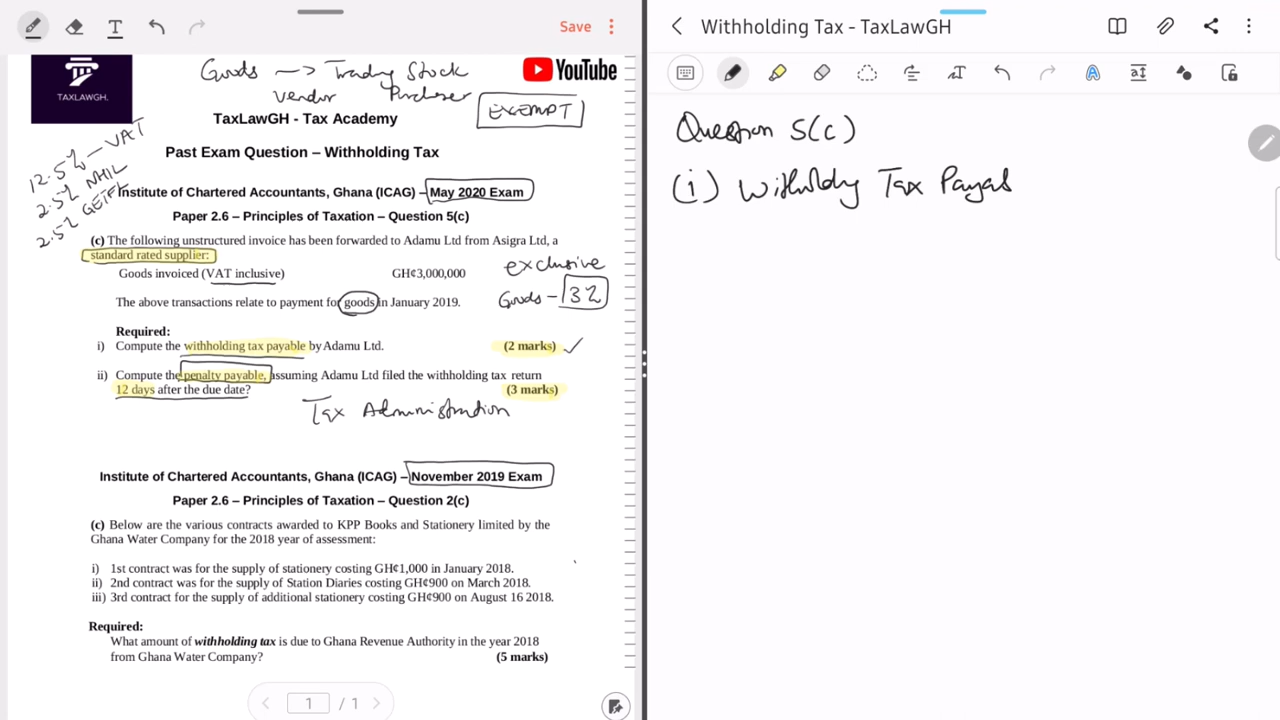 Save
Withholding Tax - TaxLawGH
TAXLAWGH.
Goods -> Trading Stock
vendor Purchaser
YouTube
EXEMPT
TaxLawGH - Tax Academy
12.5% - VAT
2.5% NHIL
2.5% GETFL
Past Exam Question – Withholding Tax
Institute of Chartered Accountants, Ghana (ICAG) – May 2020 Exam
Paper 2.6 – Principles of Taxation – Question 5(c)
(c) The following unstructured invoice has been forwarded to Adamu Ltd from Asigra Ltd, a
standard rated supplier:
Goods invoiced (VAT inclusive) GH¢3,000,000
exclusive
Goods - 3%
The above transactions relate to payment for goods in January 2019.
Required:
i) Compute the withholding tax payable by Adamu Ltd. (2 marks)
ii) Compute the penalty payable, assuming Adamu Ltd filed the withholding tax return
12 days after the due date? (3 marks)
Tax Administration
Institute of Chartered Accountants, Ghana (ICAG) – November 2019 Exam
Paper 2.6 – Principles of Taxation – Question 2(c)
(c) Below are the various contracts awarded to KPP Books and Stationery limited by the
Ghana Water Company for the 2018 year of assessment:
i) 1st contract was for the supply of stationery costing GH¢1,000 in January 2018.
ii) 2nd contract was for the supply of Station Diaries costing GH¢900 on March 2018.
iii) 3rd contract for the supply of additional stationery costing GH¢900 on August 16 2018.
Required:
What amount of withholding tax is due to Ghana Revenue Authority in the year 2018
from Ghana Water Company? (5 marks)
1 / 1
Question 5(c)
(i) Witholdy Tax Payab